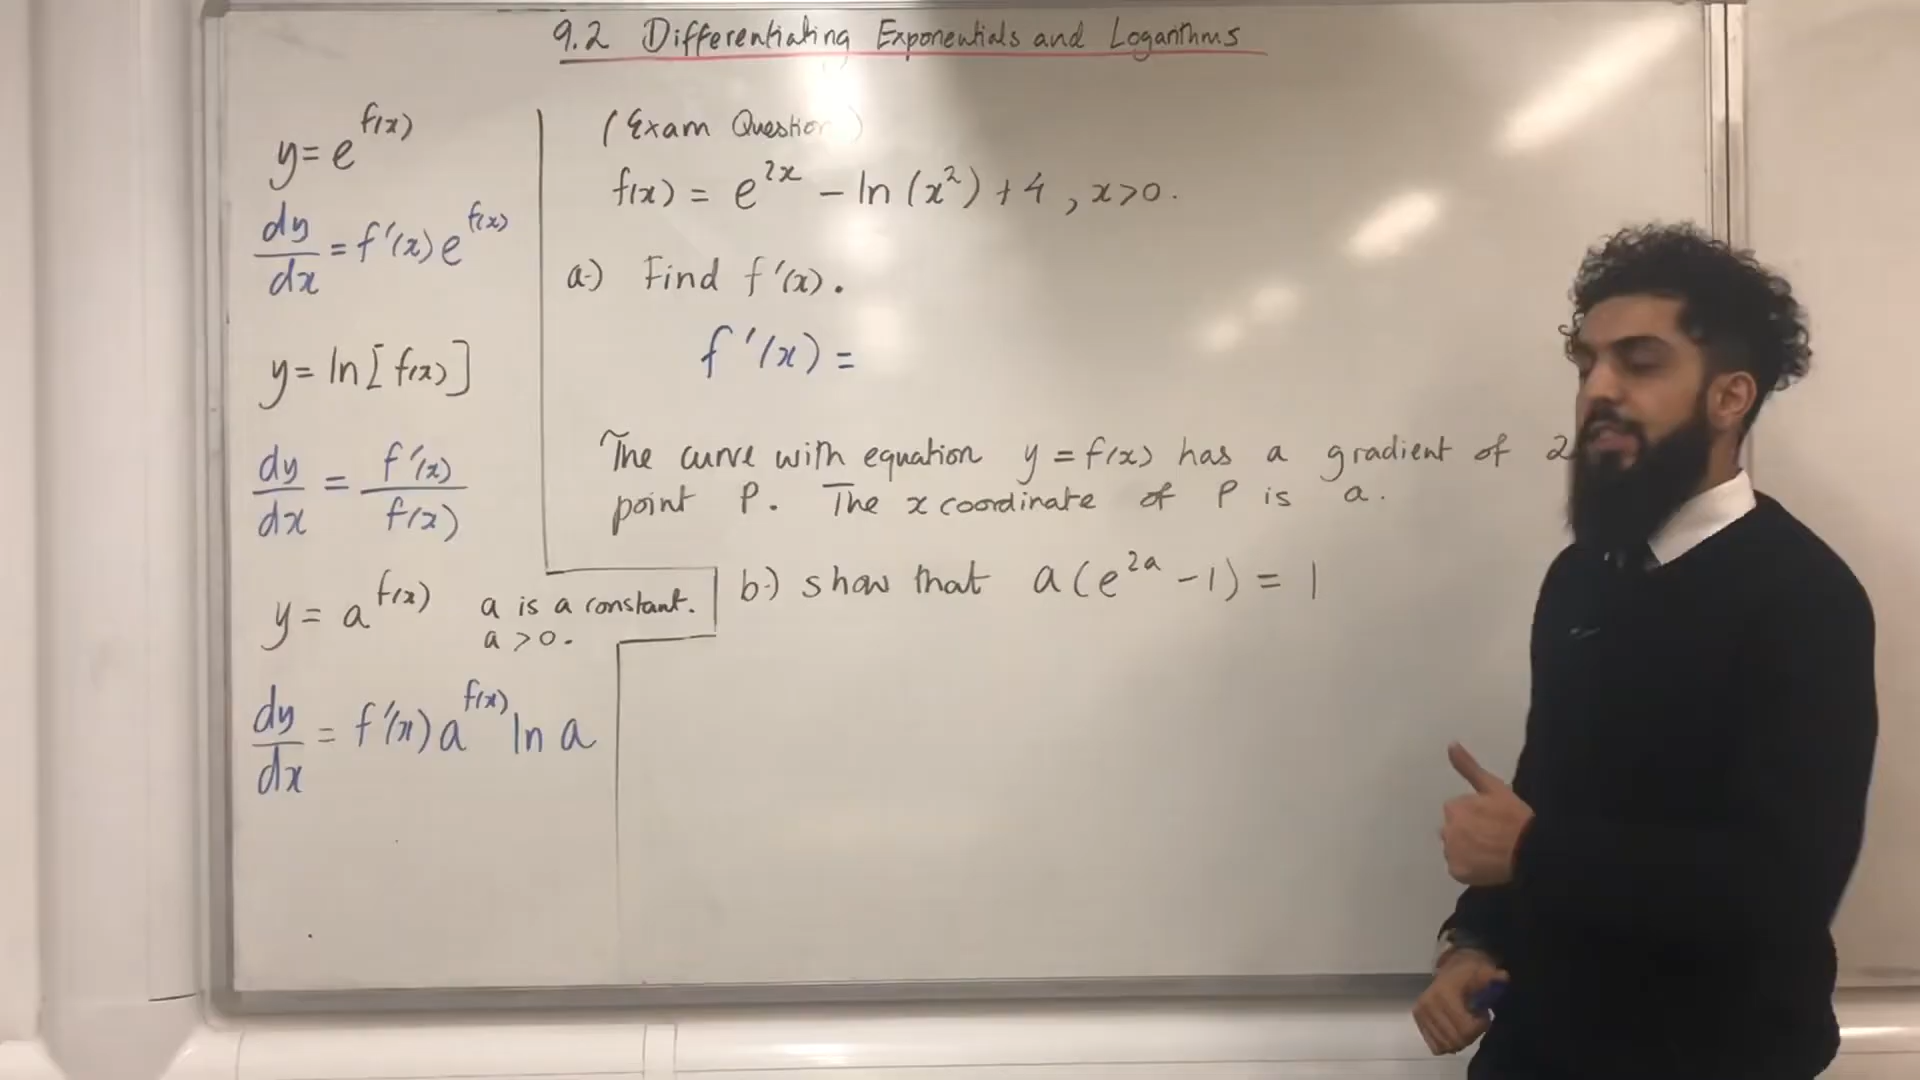 9.2 Differentiating Exponentials and Logarithms
y = e^{f(x)}
dy/dx = f'(x) e^{f(x)}
y = ln [f(x)]
dy/dx = f'(x)/f(x)
y = a^{f(x)} a is a constant.
a > 0.
dy/dx = f'(x) a^{f(x)} ln a
(Exam Question)
f(x) = e^{2x} - ln (x^2) + 4, x > 0.
a.) Find f'(x).
f'(x) =
The curve with equation y = f(x) has a gradient of 2
point P. The x coordinate of P is a.
b.) show that a(e^{2a} - 1) = 1